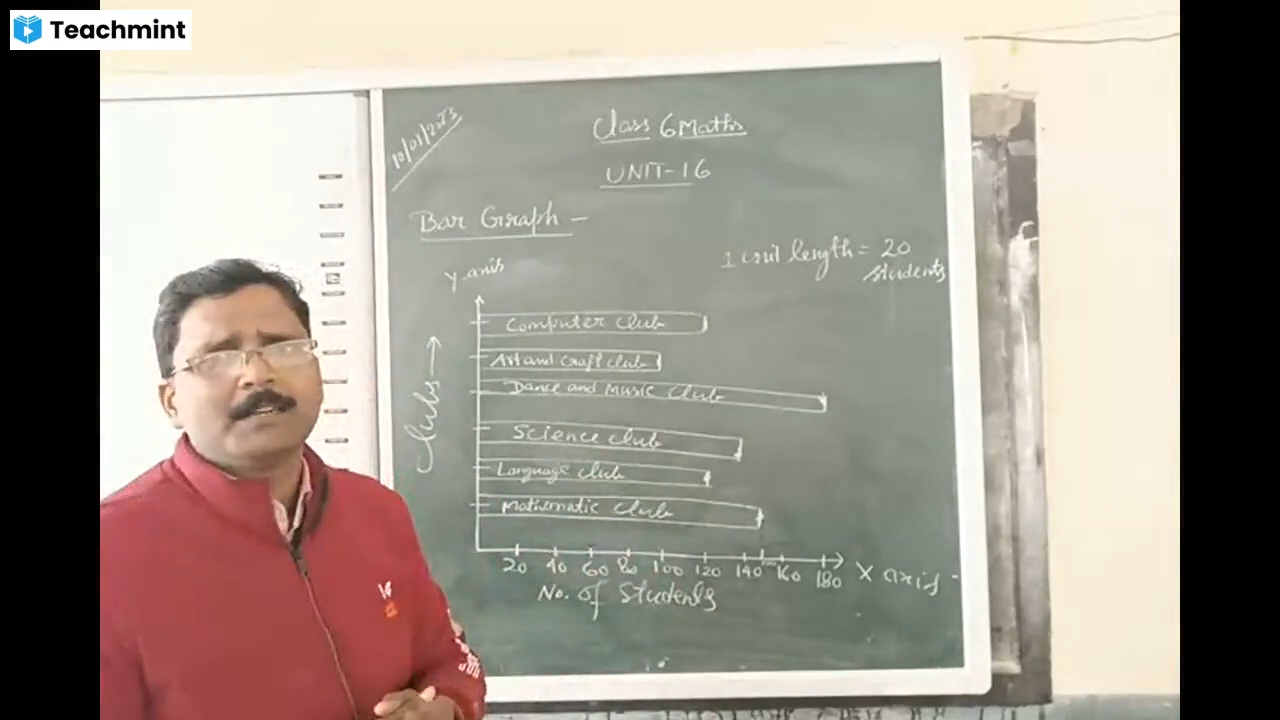 Teachmint
10/01/2023
Class 6 Maths
UNIT-16
Bar Graph -
1 unit length = 20
students
Y axis
Clubs →
Computer club
Art and craft club
Dance and Music club
Science club
Language club
Mathematic club
20 40 60 80 100 120 140 160 180 X axis
No. of Students